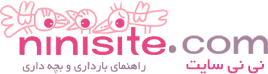 ninisite.com
نی نی سایت
راهنمای بارداری و بچه داری